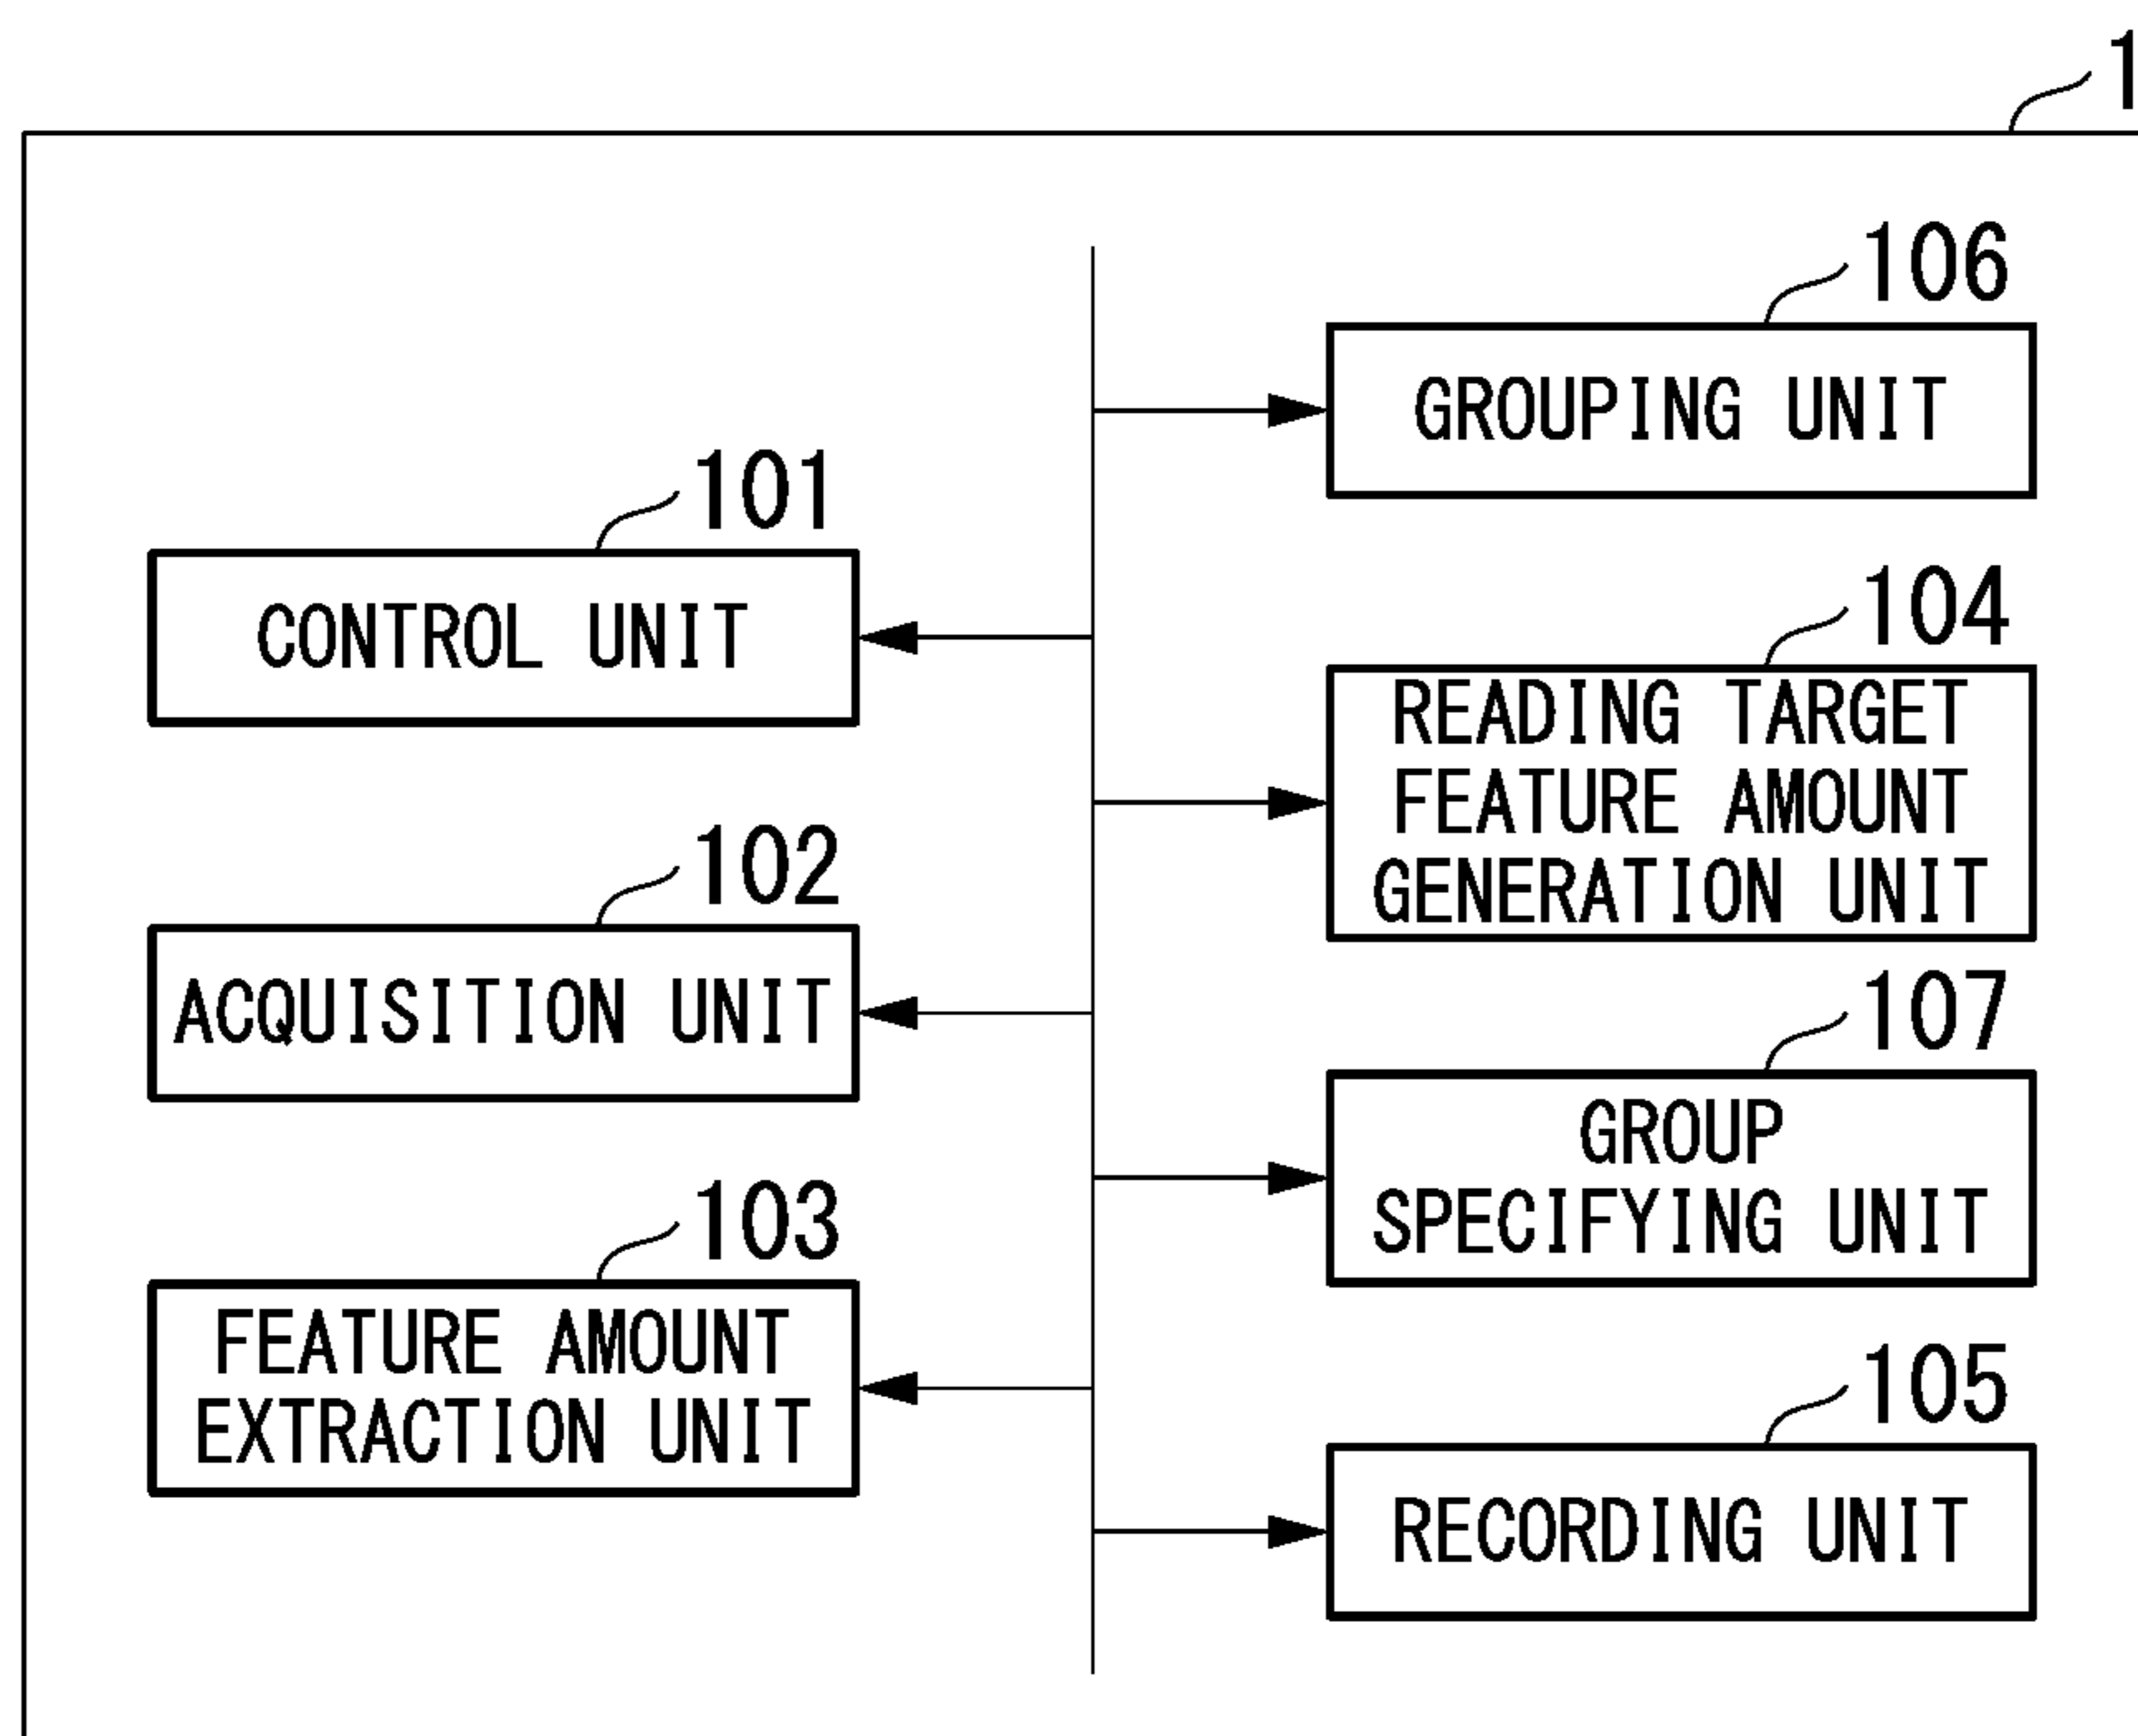 1
106
GROUPING UNIT
101
CONTROL UNIT
104
READING TARGET
FEATURE AMOUNT
GENERATION UNIT
102
ACQUISITION UNIT
107
GROUP
SPECIFYING UNIT
103
FEATURE AMOUNT
EXTRACTION UNIT
105
RECORDING UNIT